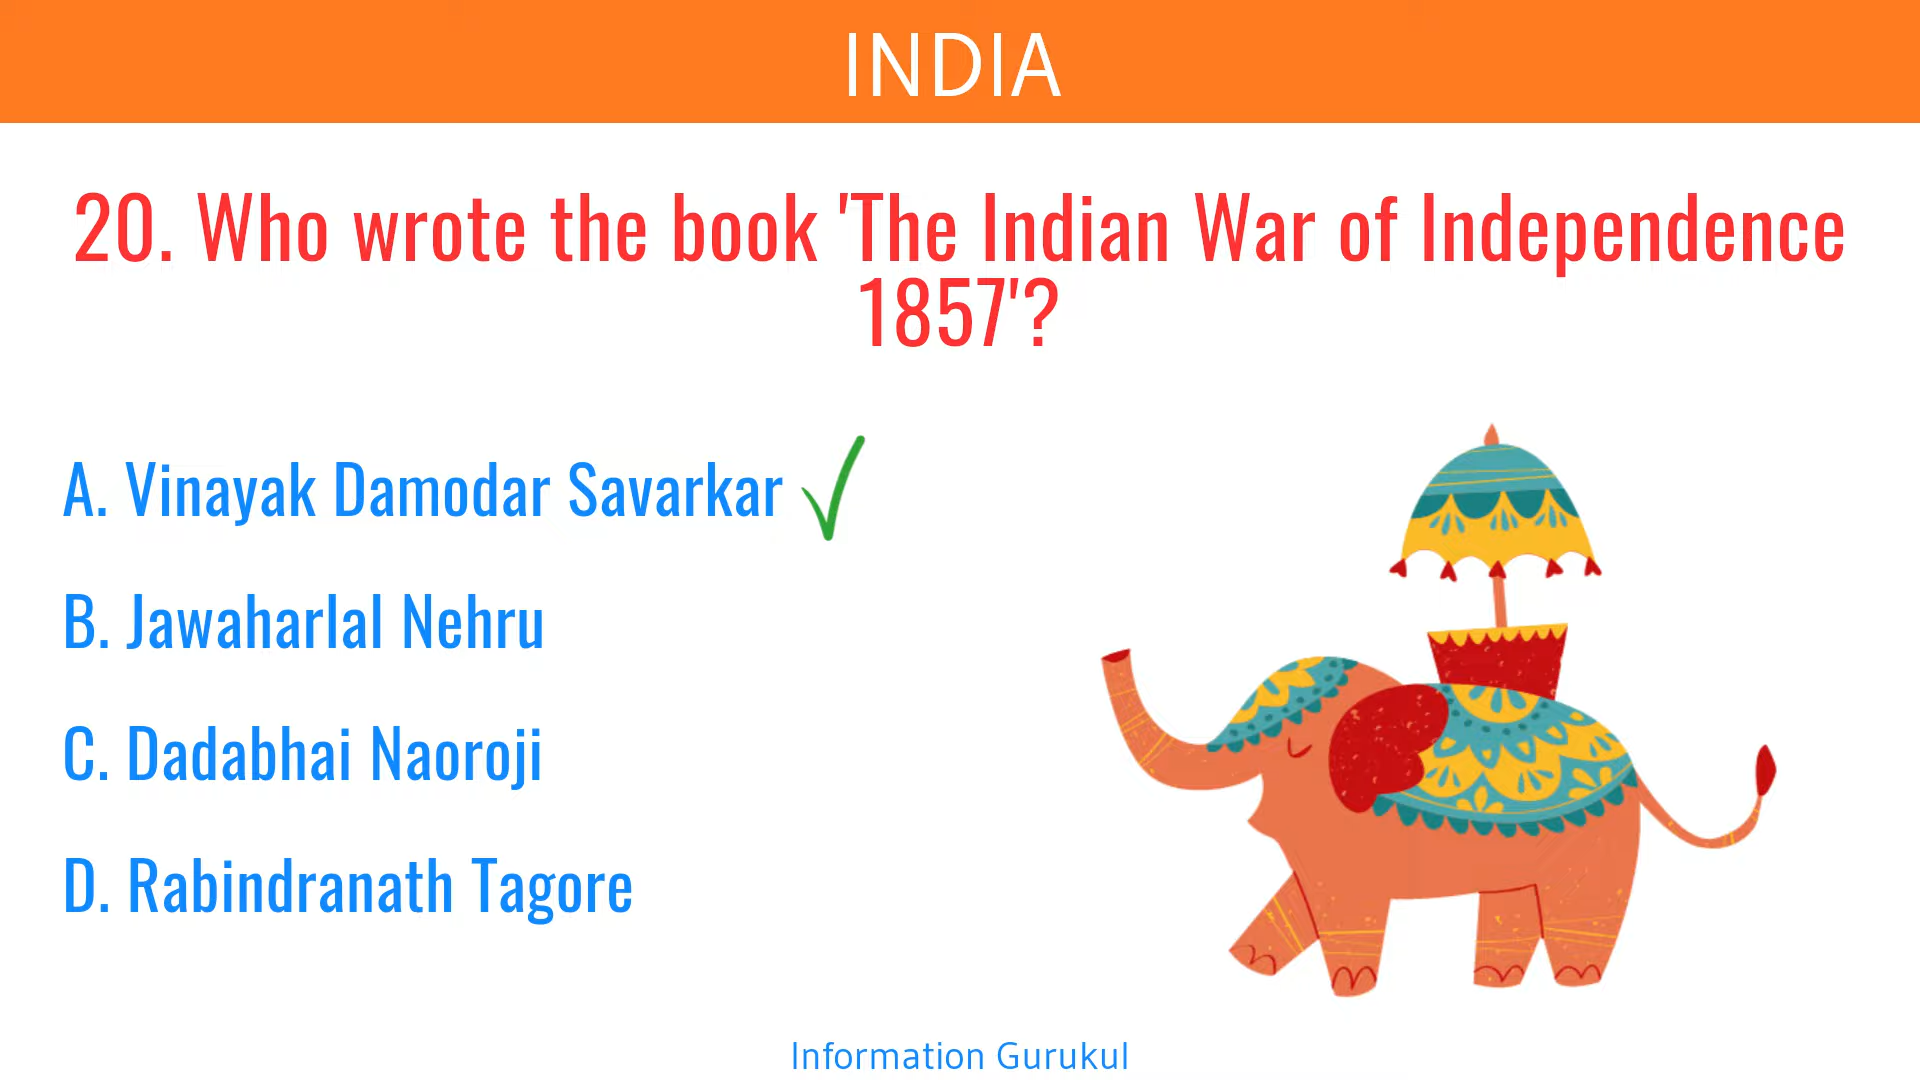 INDIA
20. Who wrote the book 'The Indian War of Independence
1857'?
A. Vinayak Damodar Savarkar
B. Jawaharlal Nehru
C. Dadabhai Naoroji
D. Rabindranath Tagore
Information Gurukul